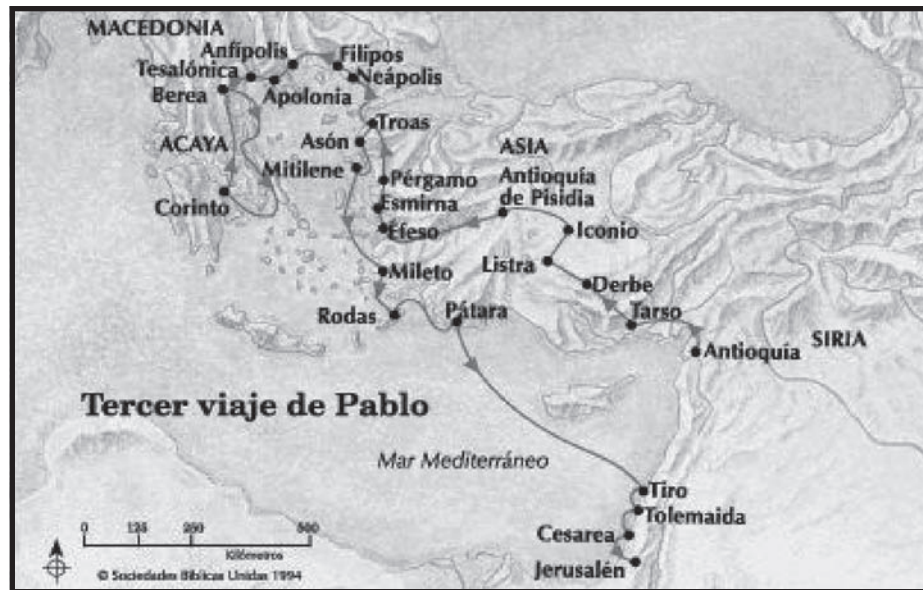 MACEDONIA
Anfípolis
Filipos
Tesalónica
Neápolis
Berea
Apolonia
Troas
ACAYA
Asón
ASIA
Mitilene
Pérgamo
Antioquía
de Pisidia
Corinto
Esmirna
Éfeso
Iconio
Listra
Mileto
Derbe
Rodas
Pátara
Tarso
SIRIA
Antioquía
Tercer viaje de Pablo
Mar Mediterráneo
Tiro
Tolemaida
Cesarea
Jerusalén
0 125 250 500
Kilómetros
© Sociedades Bíblicas Unidas 1994